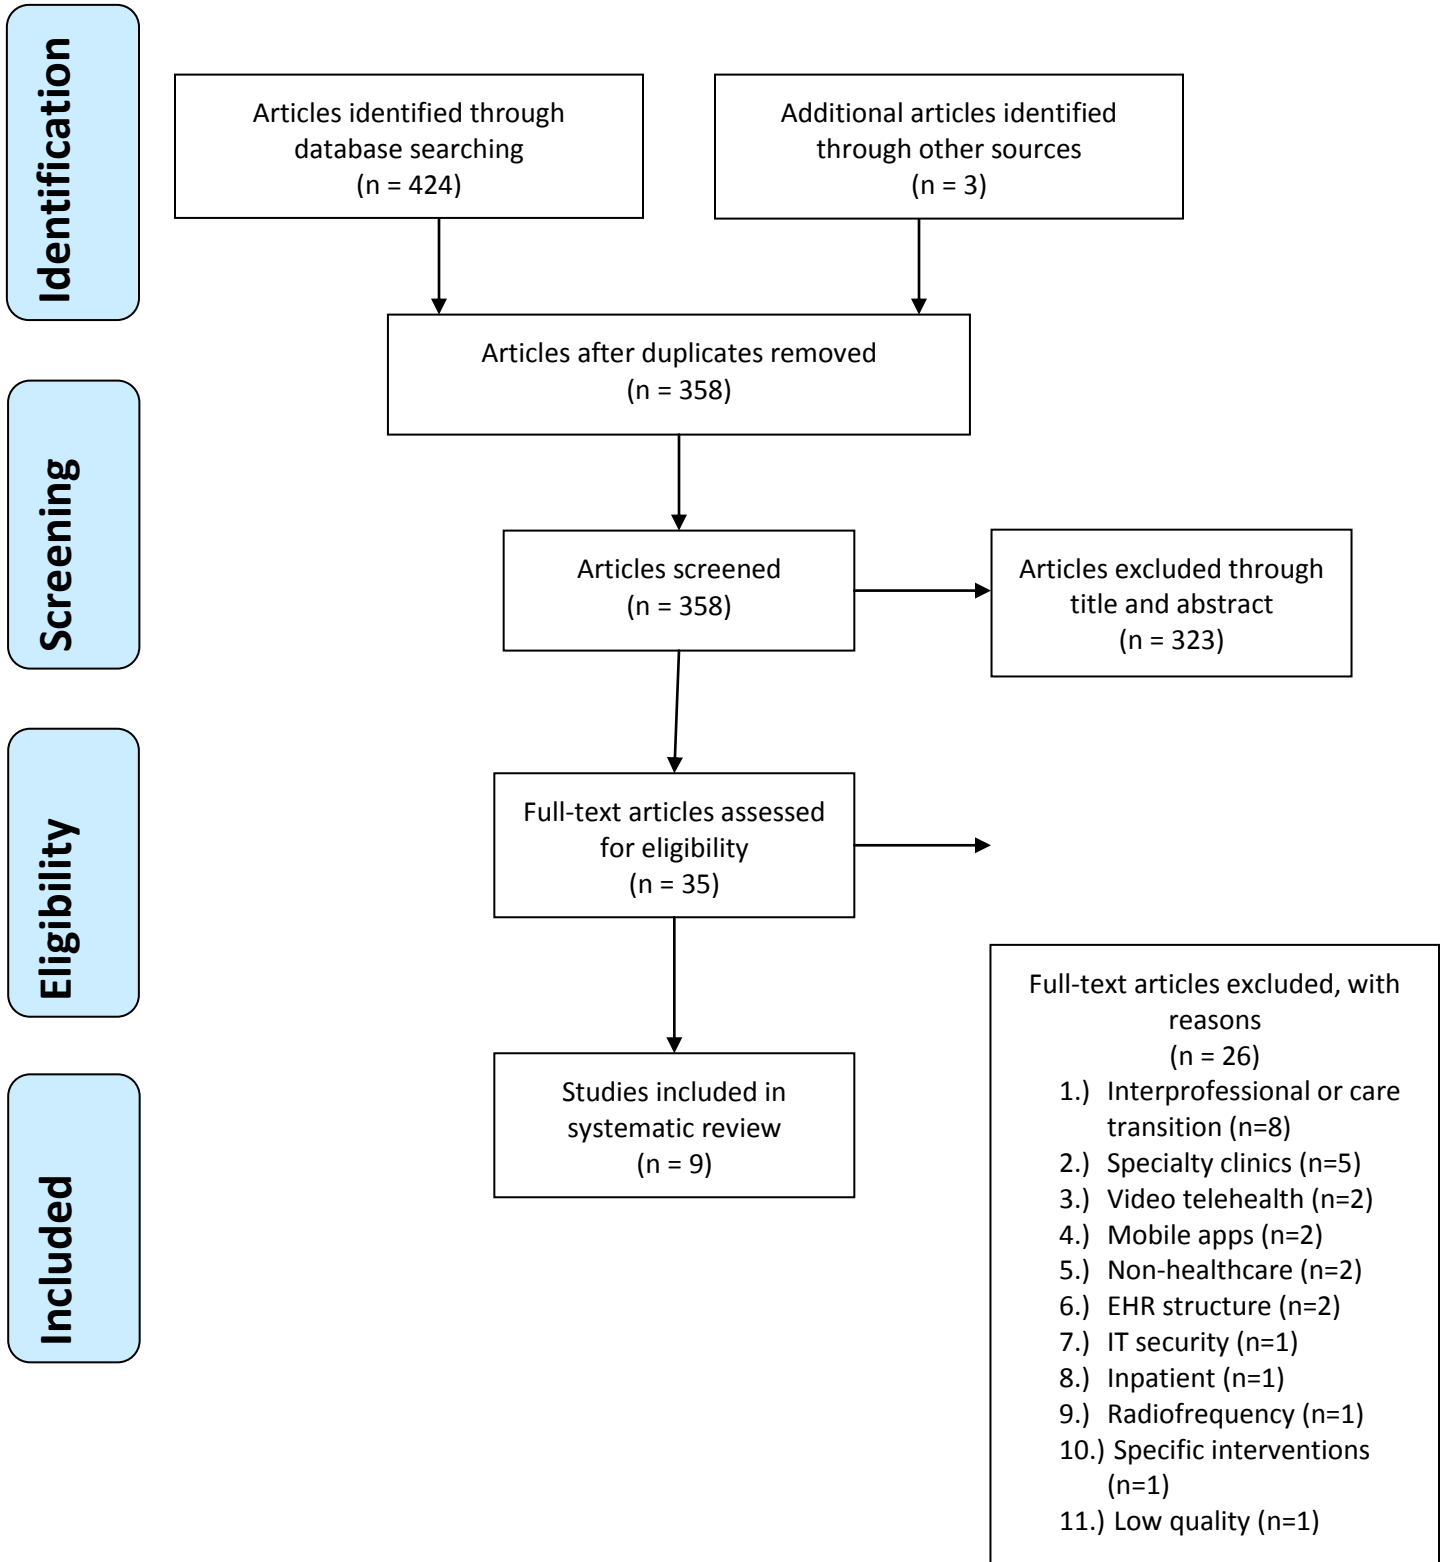 Identification
Articles identified through
database searching
(n = 424)
Additional articles identified
through other sources
(n = 3)
Articles after duplicates removed
(n = 358)
Screening
Articles screened
(n = 358)
Articles excluded through
title and abstract
(n = 323)
Eligibility
Full-text articles assessed
for eligibility
(n = 35)
Full-text articles excluded, with
reasons
(n = 26)
1.) Interprofessional or care
transition (n=8)
2.) Specialty clinics (n=5)
3.) Video telehealth (n=2)
4.) Mobile apps (n=2)
5.) Non-healthcare (n=2)
6.) EHR structure (n=2)
7.) IT security (n=1)
8.) Inpatient (n=1)
9.) Radiofrequency (n=1)
10.) Specific interventions
(n=1)
11.) Low quality (n=1)
Included
Studies included in
systematic review
(n = 9)